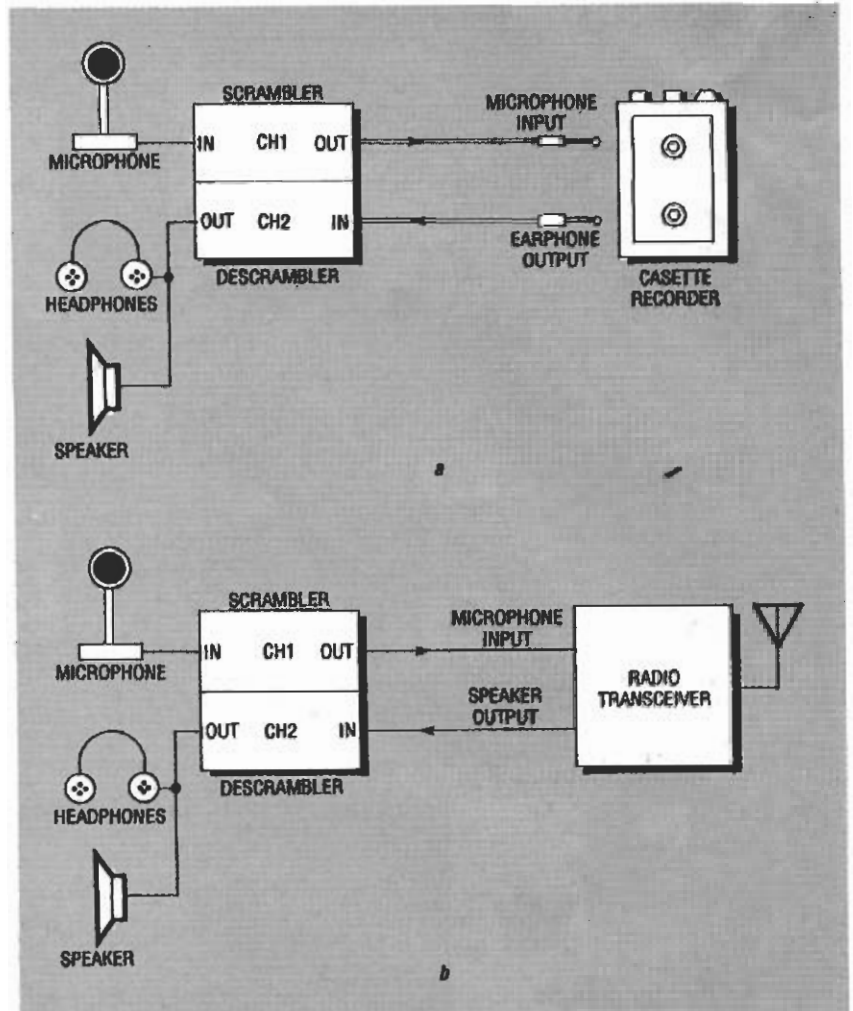 SCRAMBLER
MICROPHONE
INPUT
IN CH1 OUT
MICROPHONE
OUT CH2 IN
EARPHONE
OUTPUT
HEADPHONES
DESCRAMBLER
CASETTE
RECORDER
SPEAKER
a
SCRAMBLER
MICROPHONE
INPUT
IN CH1 OUT
MICROPHONE
RADIO
TRANSCEIVER
SPEAKER
OUTPUT
OUT CH2 IN
HEADPHONES
DESCRAMBLER
SPEAKER
b